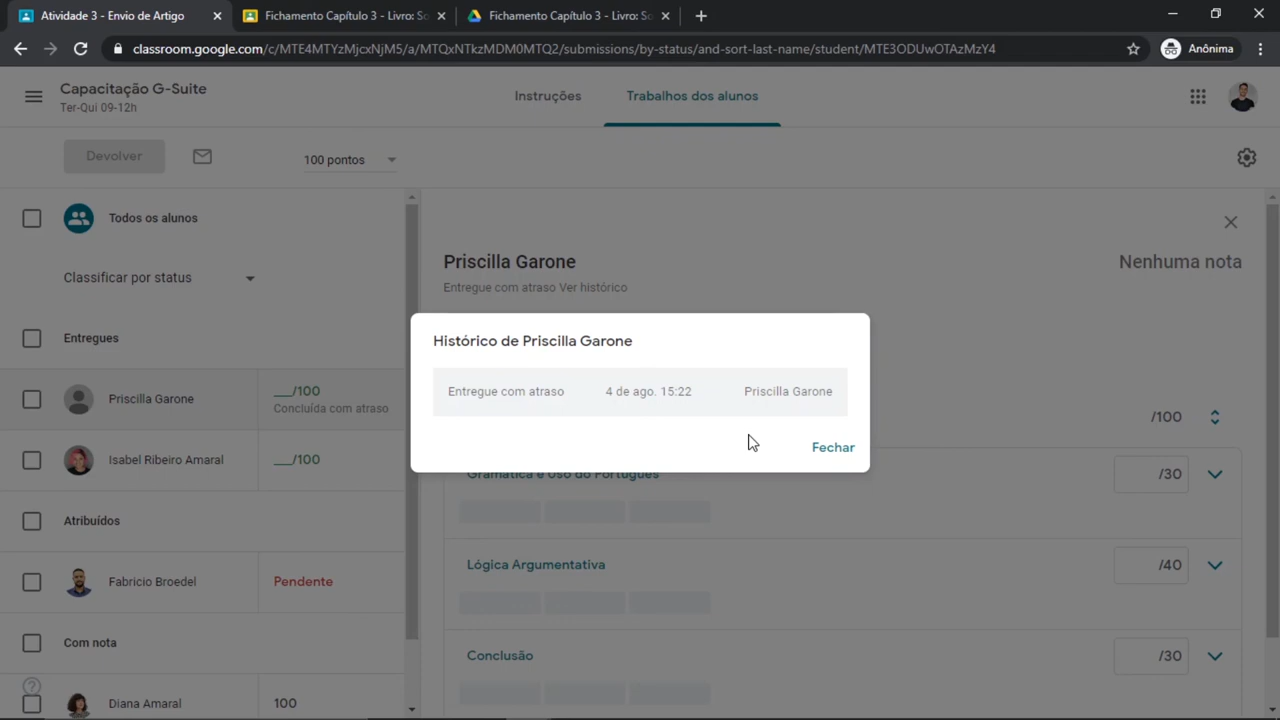 Atividade 3 - Envio de Artigo
Fichamento Capítulo 3 - Livro: So
Fichamento Capítulo 3 - Livro: So
classroom.google.com/c/MTE4MTYzMjcxNjM5/a/MTQxNTkzMDM0MTQ2/submissions/by-status/and-sort-last-name/student/MTE3ODUwOTAzMzY4
Anônima
Capacitação G-Suite
Ter-Qui 09-12h
Instruções
Trabalhos dos alunos
Devolver
100 pontos
Todos os alunos
Classificar por status
Entregues
Priscilla Garone
___/100
Concluída com atraso
Isabel Ribeiro Amaral
___/100
Atribuídos
Fabricio Broedel
Pendente
Com nota
Diana Amaral
100
Priscilla Garone
Nenhuma nota
Entregue com atraso Ver histórico
Histórico de Priscilla Garone
Entregue com atraso 4 de ago. 15:22 Priscilla Garone
Fechar
/100
Gramática e Uso do Português
/30
Lógica Argumentativa
/40
Conclusão
/30